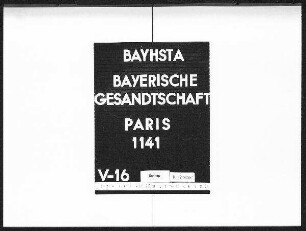 BAYHSTA
BAYERISCHE
GESANDTSCHAFT
PARIS
1141
V-16